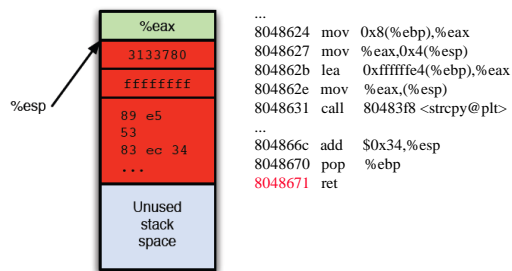 %eax
3133780
ffffffff
%esp
89 e5
53
83 ec 34
...
Unused
stack
space
...
8048624 mov 0x8(%ebp),%eax
8048627 mov %eax,0x4(%esp)
804862b lea 0xffffffe4(%ebp),%eax
804862e mov %eax,(%esp)
8048631 call 80483f8 <strcpy@plt>
...
804866c add $0x34,%esp
8048670 pop %ebp
8048671 ret